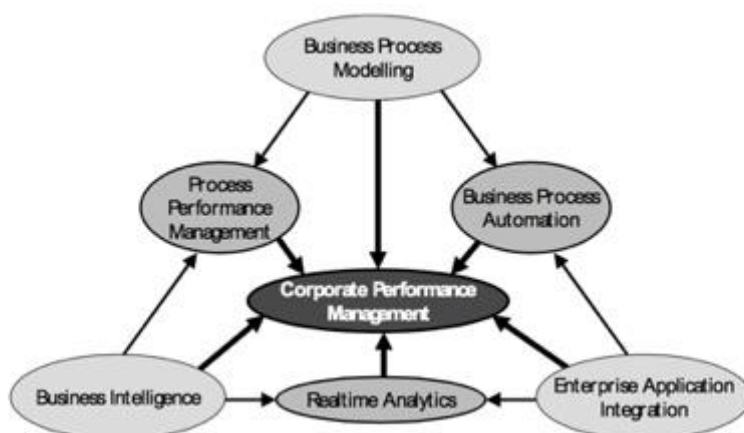 Business Process
Modelling
Process
Performance
Management
Business Process
Automation
Corporate Performance
Management
Business Intelligence
Realtime Analytics
Enterprise Application
Integration